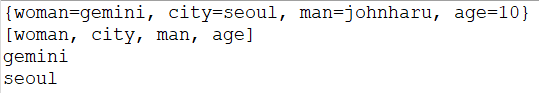 {woman=gemini, city=seoul, man=johnharu, age=10}
[woman, city, man, age]
gemini
seoul